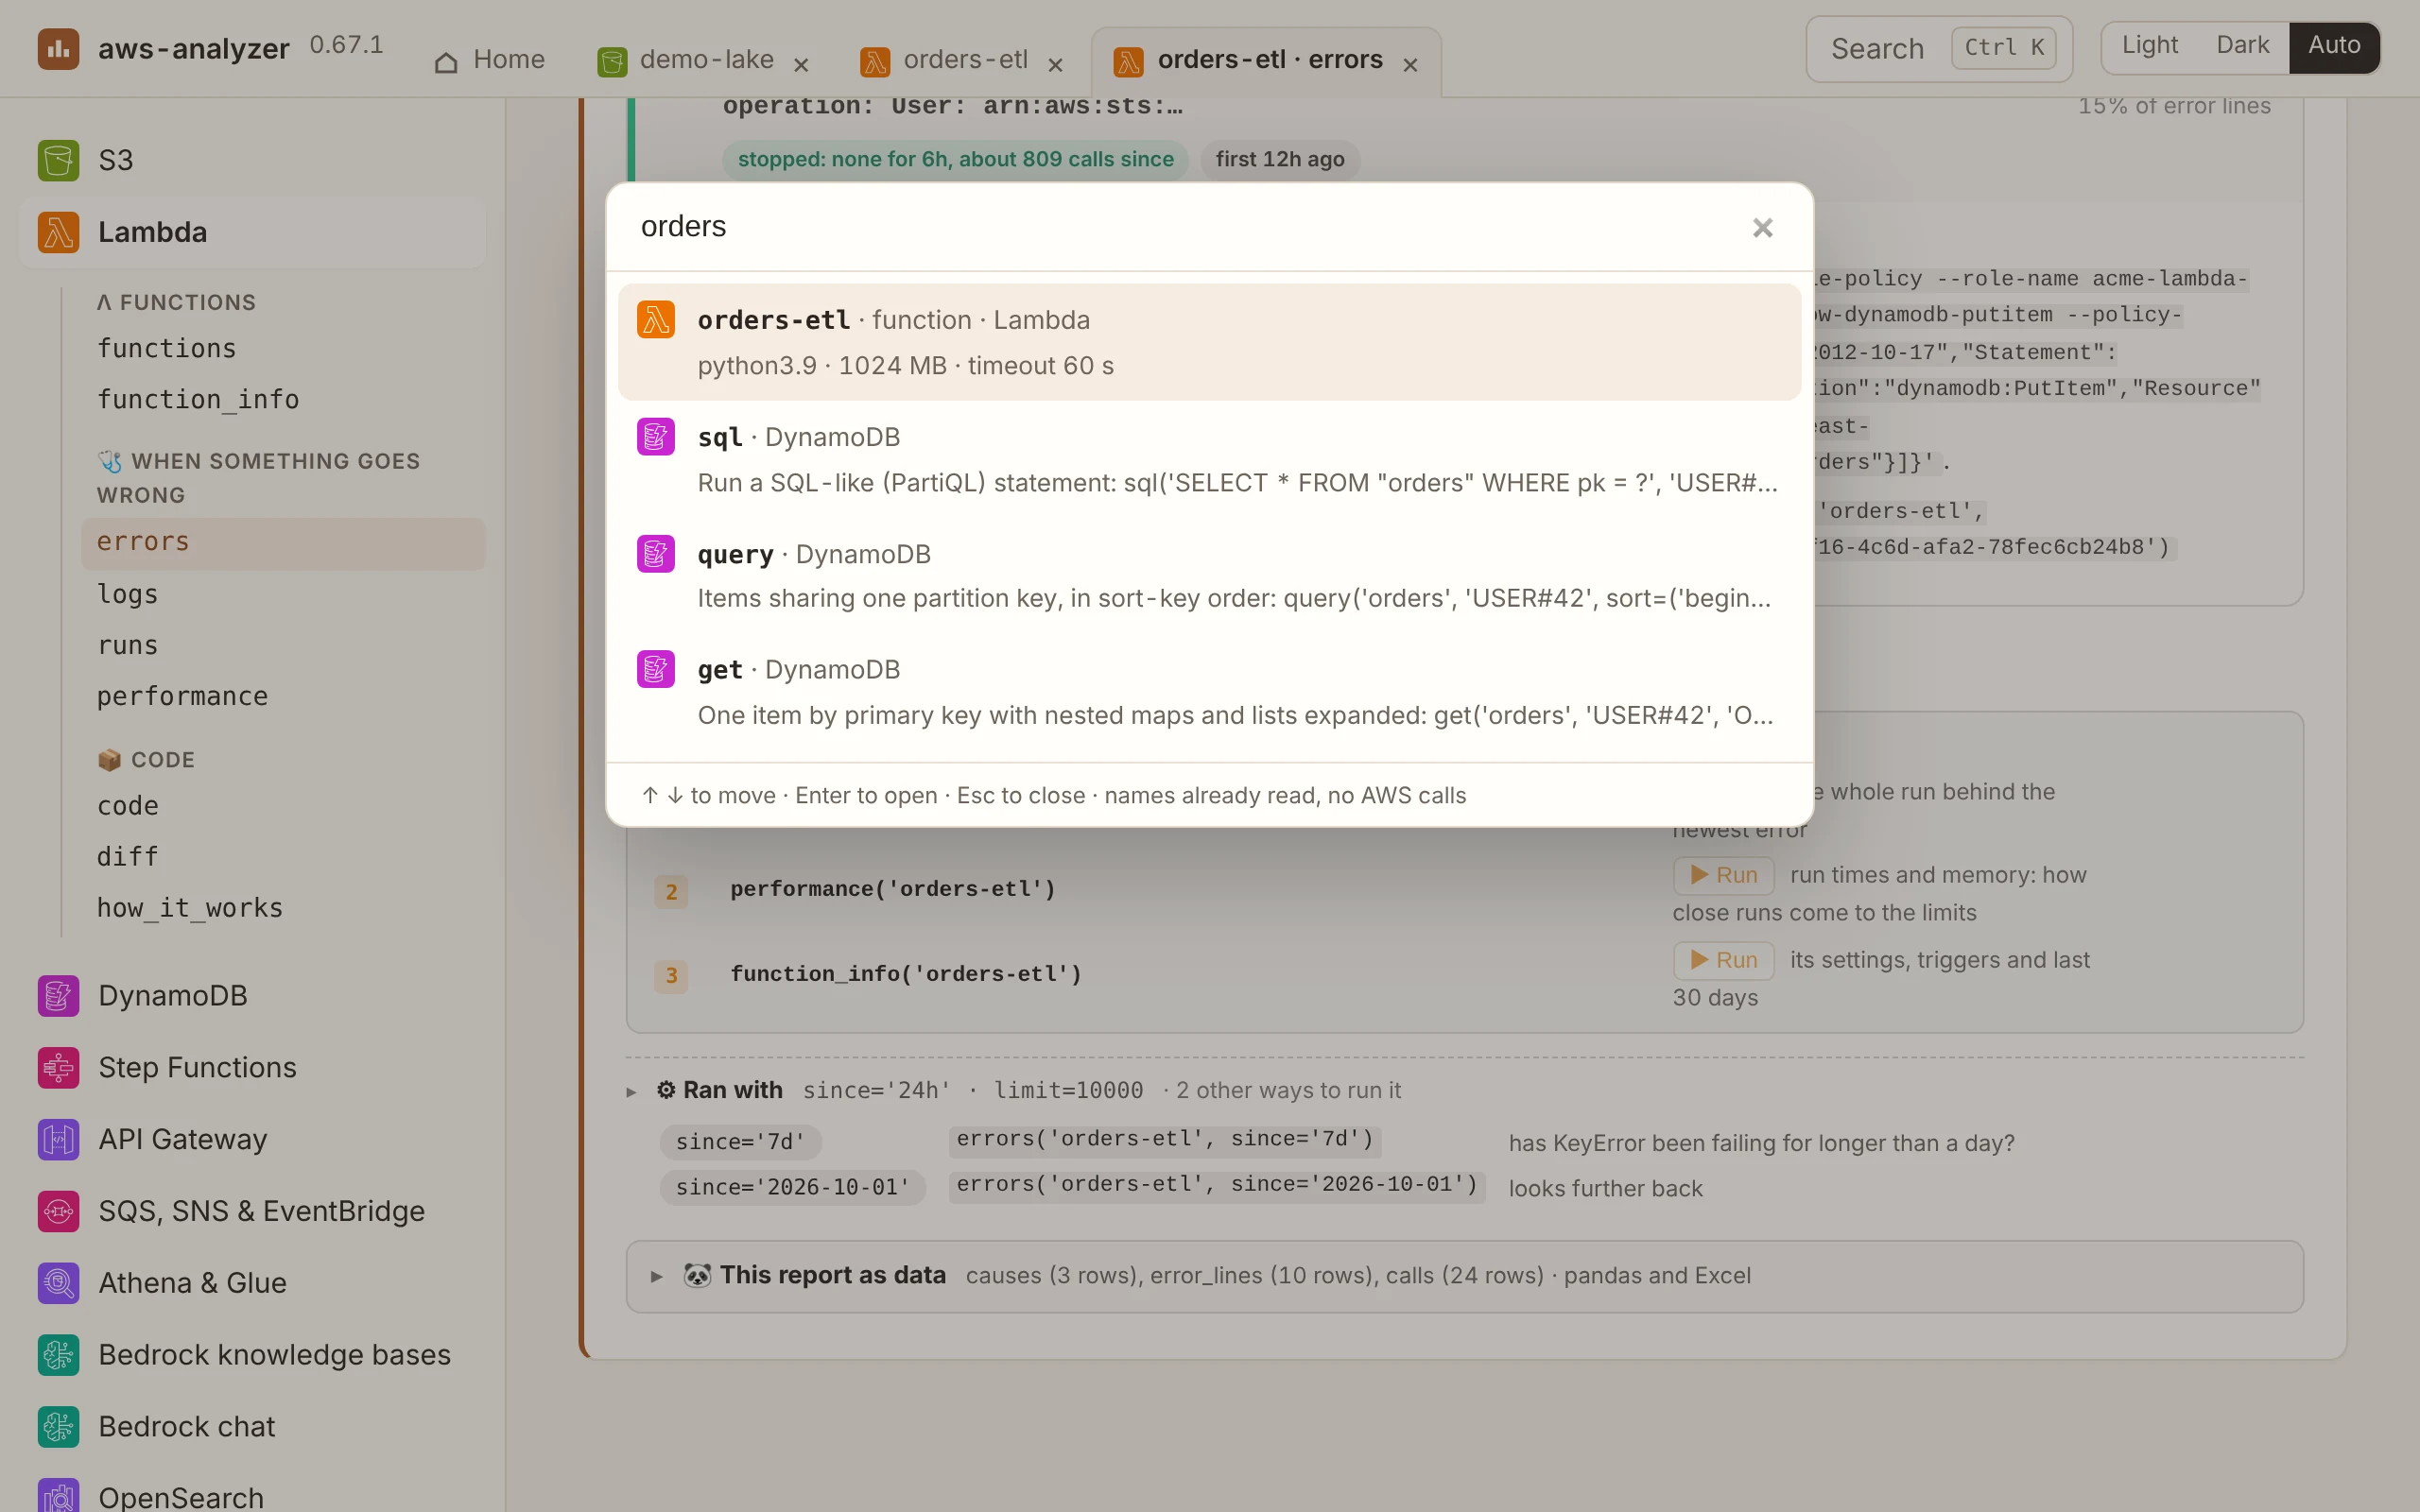 aws-analyzer 0.67.1
Home
demo-lake ×
orders-etl ×
orders-etl · errors ×
Search Ctrl K
Light Dark Auto
S3
Lambda
Λ FUNCTIONS
functions
function_info
🩺 WHEN SOMETHING GOES
WRONG
errors
logs
runs
performance
📦 CODE
code
diff
how_it_works
DynamoDB
Step Functions
API Gateway
SQS, SNS & EventBridge
Athena & Glue
Bedrock knowledge bases
Bedrock chat
OpenSearch
operation: User: arn:aws:sts:…
15% of error lines
stopped: none for 6h, about 809 calls since
first 12h ago
orders ×
orders-etl · function · Lambda
python3.9 · 1024 MB · timeout 60 s
sql · DynamoDB
Run a SQL-like (PartiQL) statement: sql('SELECT * FROM "orders" WHERE pk = ?', 'USER#…
query · DynamoDB
Items sharing one partition key, in sort-key order: query('orders', 'USER#42', sort=('begin…
get · DynamoDB
One item by primary key with nested maps and lists expanded: get('orders', 'USER#42', 'O…
↑ ↓ to move · Enter to open · Esc to close · names already read, no AWS calls
e-policy --role-name acme-lambda-
ow-dynamodb-putitem --policy-
2012-10-17","Statement":
tion":"dynamodb:PutItem","Resource"
east-
rders"}]}'.
'orders-etl',
f16-4c6d-afa2-78fec6cb24b8')
e whole run behind the
newest error
2 performance('orders-etl')
▶ Run run times and memory: how
close runs come to the limits
3 function_info('orders-etl')
▶ Run its settings, triggers and last
30 days
▸ ⚙ Ran with since='24h' · limit=10000 · 2 other ways to run it
since='7d' errors('orders-etl', since='7d') has KeyError been failing for longer than a day?
since='2026-10-01' errors('orders-etl', since='2026-10-01') looks further back
▸ 🐼 This report as data causes (3 rows), error_lines (10 rows), calls (24 rows) · pandas and Excel